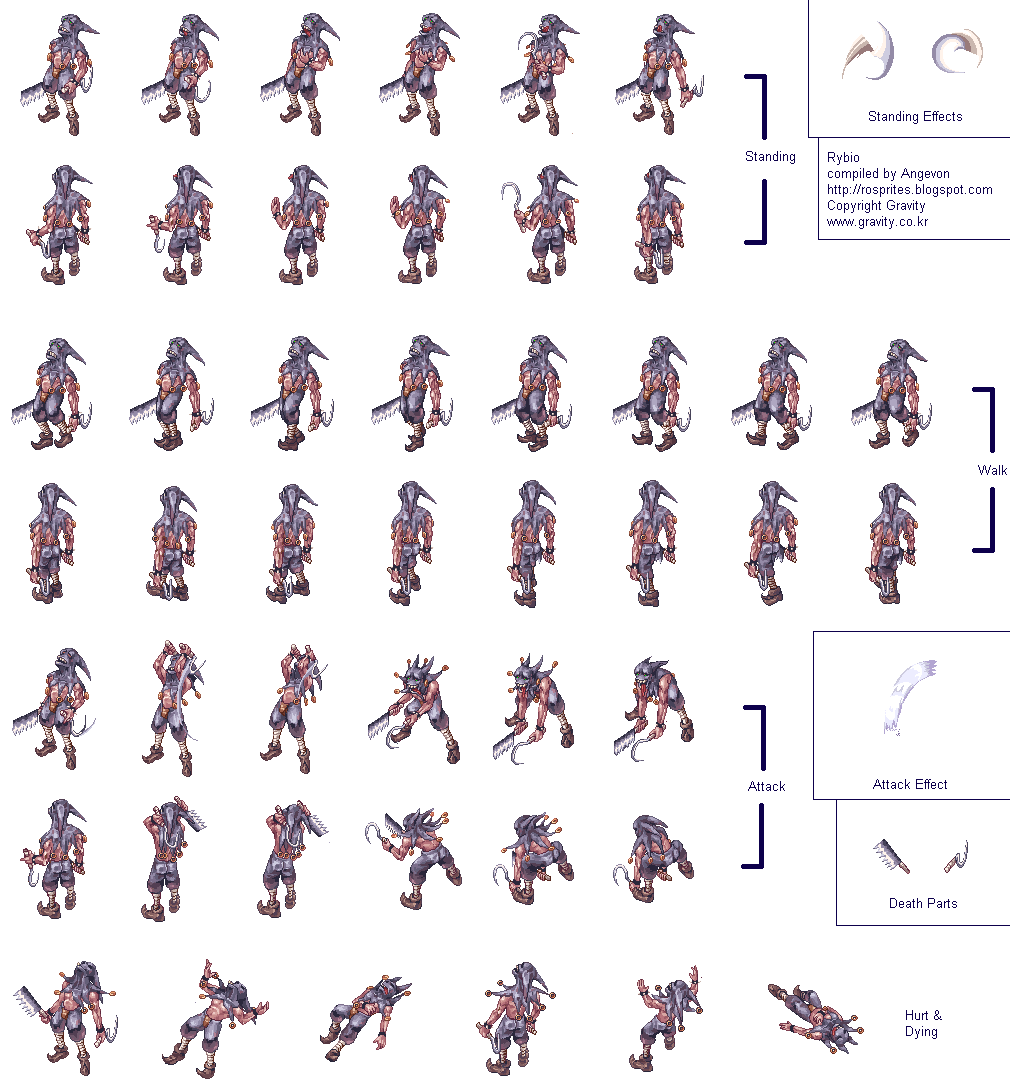 Standing Effects
Standing
Rybio
compiled by Angevon
http://rosprites.blogspot.com
Copyright Gravity
www.gravity.co.kr
Walk
Attack
Attack Effect
Death Parts
Hurt &
Dying